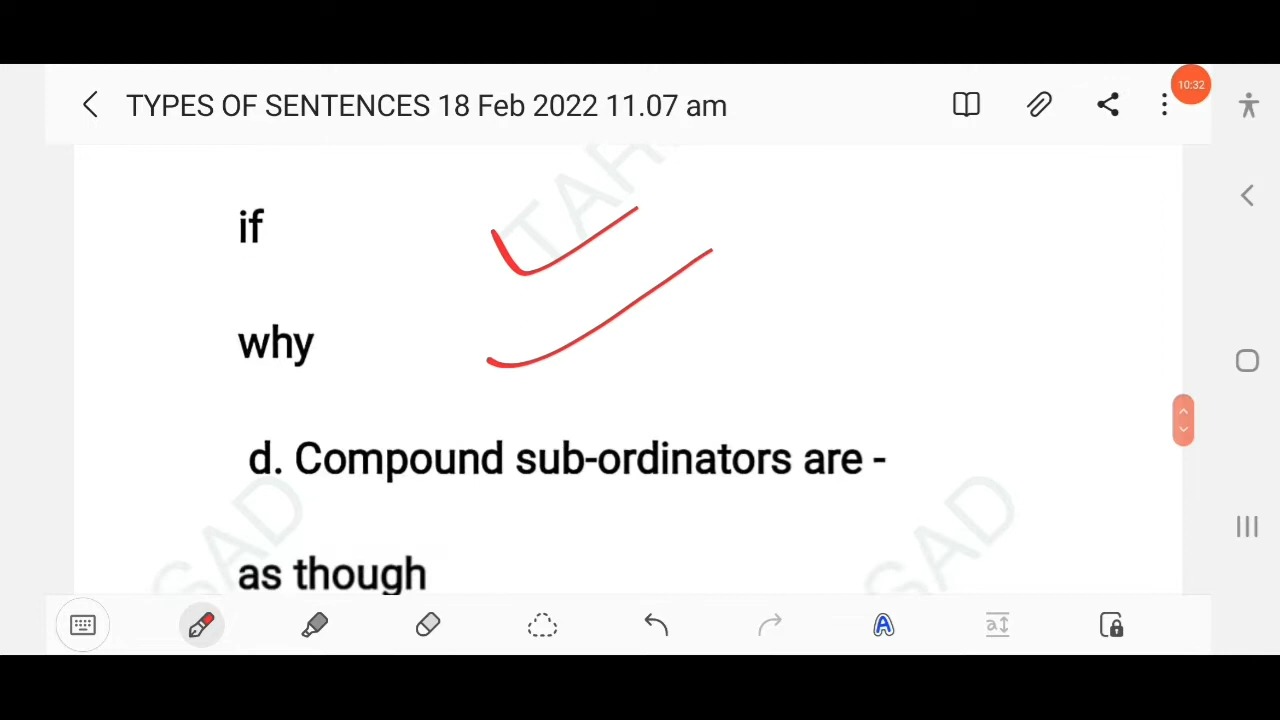 10:32
TYPES OF SENTENCES 18 Feb 2022 11.07 am
if
why
d. Compound sub-ordinators are -
as though